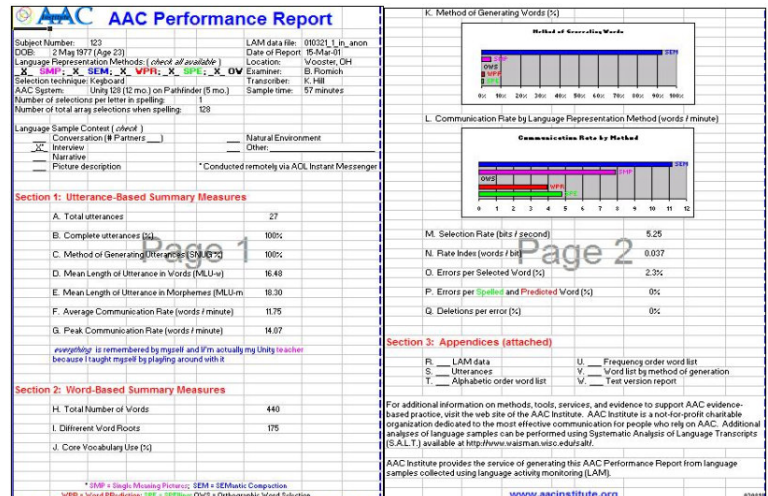 AAC AAC Performance Report
Subject Number: 123 LAM data file: 010321_1_in_anon
DOB: 2 May 1977 (Age 23) Date of Report 15-Mar-01
Language Representation Methods: ( check all available ) Location: Wooster, OH
_X_ SMP; _X_ SEM; _X_ WPR; _X_ SPE; _X_ OW Examiner: B. Romich
Selection technique: Keyboard Transcriber: K. Hill
AAC System: Unity 128 (12 mo.) on Pathfinder (5 mo.) Sample time: 57 minutes
Number of selections per letter in spelling: 1
Number of total array selections when spelling: 128
Language Sample Context ( check )
___ Conversation (# Partners ___) ___ Natural Environment
_X_ Interview ___ Other:
___ Narrative
___ Picture description *Conducted remotely via AOL Instant Messenger
Section 1: Utterance-Based Summary Measures
A. Total utterances 27
B. Complete utterances (%) 100%
C. Method of Generating Utterances (SNUG %) 100%
D. Mean Length of Utterance in Words (MLU-w) 16.48
E. Mean Length of Utterance in Morphemes (MLU-m 18.30
F. Average Communication Rate (words / minute) 11.75
G. Peak Communication Rate (words / minute) 14.07
everything is remembered by myself and i'm actually my Unity teacher
because I taught myself by playing around with it
Page 1
Section 2: Word-Based Summary Measures
H. Total Number of Words 440
I. Different Word Roots 175
J. Core Vocabulary Use (%)
* SMP = Single Meaning Pictures; SEM = SEMantic Compaction
WPR = Word PRediction; SPE = SPElling; OWS = Orthographic Word Selection
K. Method of Generating Words (%)
Method of Generating Words
SEM
SMP
OWS
WPR
SPE
0% 10% 20% 30% 40% 50% 60% 70% 80% 90% 100%
L. Communication Rate by Language Representation Method (words / minute)
Communication Rate by Method
SEM
SMP
OWS
WPR
SPE
0 1 2 3 4 5 6 7 8 9 10 11 12
M. Selection Rate (bits / second) 5.25
N. Rate Index (words / bit) 0.037
O. Errors per Selected Word (%) 2.3%
P. Errors per Spelled and Predicted Word (%) 0%
Q. Deletions per error (%) 0%
Page 2
Section 3: Appendices (attached)
R. ___ LAM data U. ___ Frequency order word list
S. ___ Utterances V. ___ Word list by method of generation
T. ___ Alphabetic order word list W. ___ Test version report
For additional information on methods, tools, services, and evidence to support AAC evidence-
based practice, visit the web site of the AAC Institute. AAC Institute is a not-for-profit charitable
organization dedicated to the most effective communication for people who rely on AAC. Additional
analyses of language samples can be performed using Systematic Analysis of Language Transcripts
(S.A.L.T.) available at http://www.waisman.wisc.edu/salt/.
AAC Institute provides the service of generating this AAC Performance Report from language
samples collected using language activity monitoring (LAM).
www.aacinstitute.org